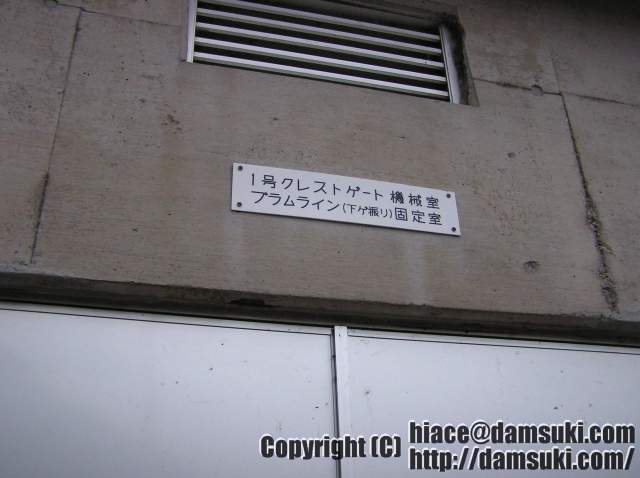 1号クレストゲート機械室
プラムライン(下ゲ振リ)固定室
Copyright (C) hiace@damsuki.com
http://damsuki.com/